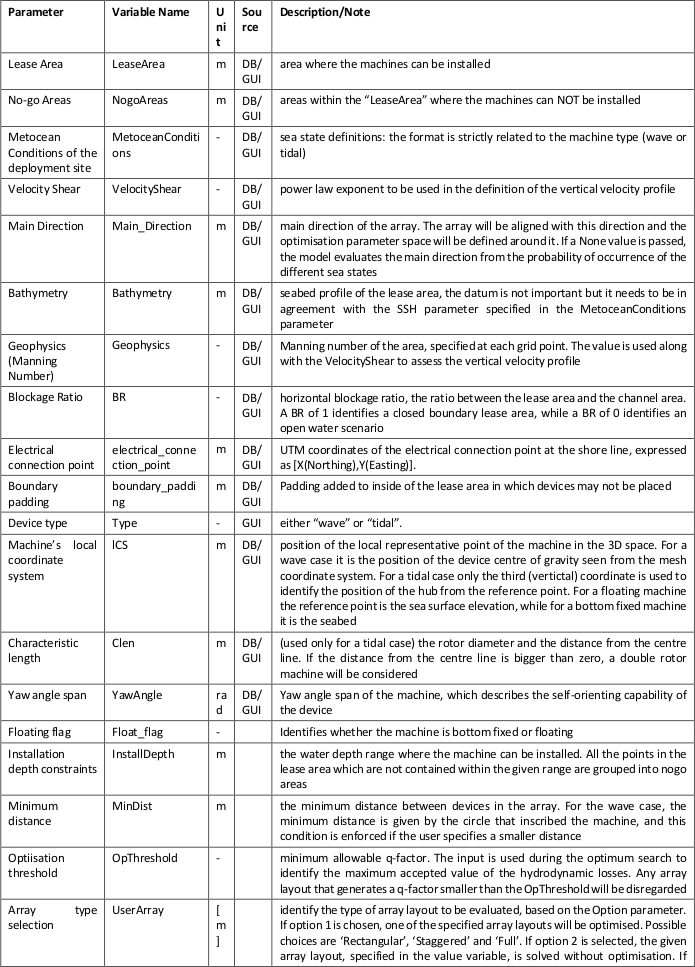 Parameter Variable Name U Sou Description/Note
ni rce
t
Lease Area LeaseArea m DB/ area where the machines can be installed
GUI
No-go Areas NogoAreas m DB/ areas within the “LeaseArea” where the machines can NOT be installed
GUI
Metocean MetoceanConditi - DB/ sea state definitions: the format is strictly related to the machine type (wave or
Conditions of the ons GUI tidal)
deployment site
Velocity Shear VelocityShear - DB/ power law exponent to be used in the definition of the vertical velocity profile
GUI
Main Direction Main_Direction m DB/ main direction of the array. The array will be aligned with this direction and the
GUI optimisation parameter space will be defined around it. If a None value is passed,
the model evaluates the main direction from the probability of occurrence of the
different sea states
Bathymetry Bathymetry m DB/ seabed profile of the lease area, the datum is not important but it needs to be in
GUI agreement with the SSH parameter specified in the MetoceanConditions
parameter
Geophysics Geophysics - DB/ Manning number of the area, specified at each grid point. The value is used along
(Manning GUI with the VelocityShear to assess the vertical velocity profile
Number)
Blockage Ratio BR - DB/ horizontal blockage ratio, the ratio between the lease area and the channel area.
GUI A BR of 1 identifies a closed boundary lease area, while a BR of 0 identifies an
open water scenario
Electrical electrical_conne m DB/ UTM coordinates of the electrical connection point at the shore line, expressed
connection point ction_point GUI as [X(Northing),Y(Easting)].
Boundary boundary_paddi m DB/ Padding added to inside of the lease area in which devices may not be placed
padding ng GUI
Device type Type - GUI either “wave” or “tidal”.
Machine’s local ICS m DB/ position of the local representative point of the machine in the 3D space. For a
coordinate GUI wave case it is the position of the device centre of gravity seen from the mesh
system coordinate system. For a tidal case only the third (vertictal) coordinate is used to
identify the position of the hub from the reference point. For a floating machine
the reference point is the sea surface elevation, while for a bottom fixed machine
it is the seabed
Characteristic Clen m DB/ (used only for a tidal case) the rotor diameter and the distance from the centre
length GUI line. If the distance from the centre line is bigger than zero, a double rotor
machine will be considered
Yaw angle span YawAngle ra DB/ Yaw angle span of the machine, which describes the self-orienting capability of
d GUI the device
Floating flag Float_flag - Identifies whether the machine is bottom fixed or floating
Installation InstallDepth m the water depth range where the machine can be installed. All the points in the
depth constraints lease area which are not contained within the given range are grouped into nogo
areas
Minimum MinDist m the minimum distance between devices in the array. For the wave case, the
distance minimum distance is given by the circle that inscribed the machine, and this
condition is enforced if the user specifies a smaller distance
Optiisation OpThreshold - minimum allowable q-factor. The input is used during the optimum search to
threshold identify the maximum accepted value of the hydrodynamic losses. Any array
layout that generates a q-factor smaller than the OpThreshold will be disregarded
Array type UserArray [ identify the type of array layout to be evaluated, based on the Option parameter.
selection m If option 1 is chosen, one of the specified array layouts will be optimised. Possible
] choices are ‘Rectangular’, ‘Staggered’ and ‘Full’. If option 2 is selected, the
given array layout, specified in the value variable, is solved without optimisation. If